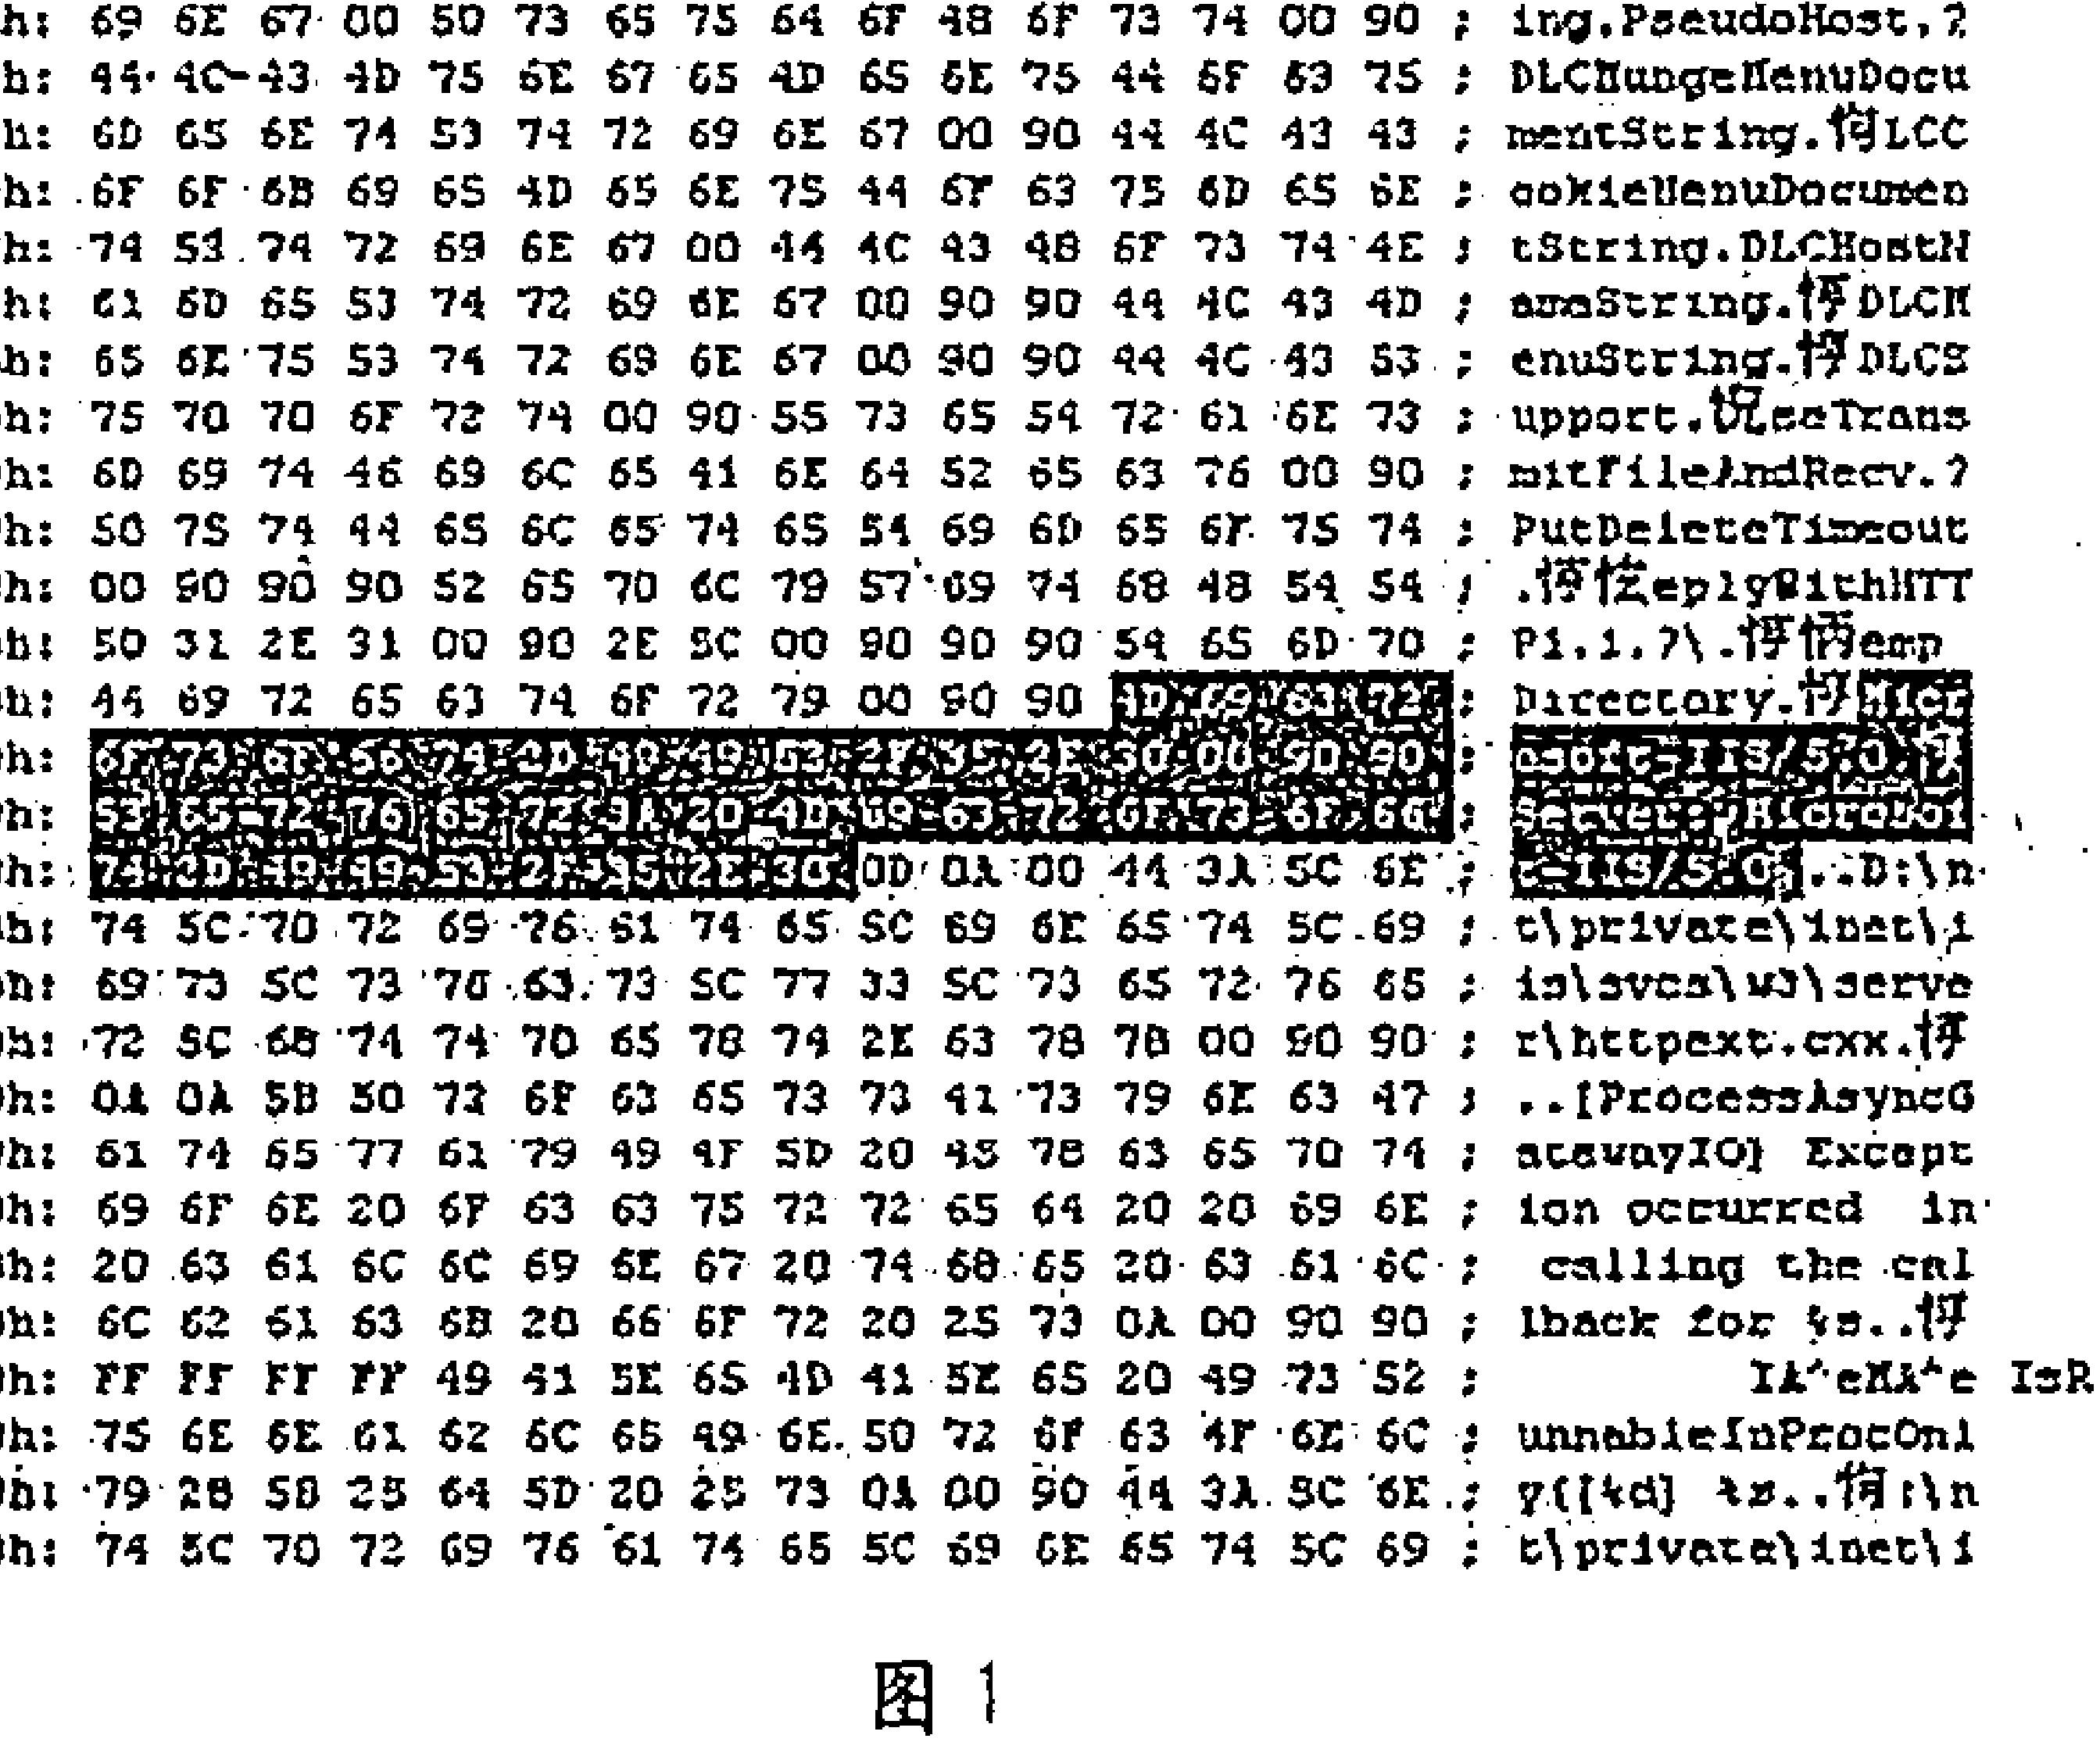 h: 69 6E 67 00 50 73 65 75 64 6F 48 6F 73 74 00 90 ; ing.PseudoHost.?
h: 44 4C 43 4D 75 6E 67 65 4D 65 6E 75 44 6F 63 75 ; DLCMungeMenuDocu
h: 6D 65 6E 74 53 74 72 69 6E 67 00 90 44 4C 43 43 ; mentString.怐LCC
h: 6F 6F 6B 69 65 4D 65 6E 75 44 6F 63 75 6D 65 6E ; ookieMenuDocumen
h: 74 53 74 72 69 6E 67 00 44 4C 43 48 6F 73 74 4E ; tString.DLCHostN
h: 61 6D 65 53 74 72 69 6E 67 00 90 90 44 4C 43 4D ; ameString.DLCM
h: 65 6E 75 53 74 72 69 6E 67 00 90 90 44 4C 43 53 ; enuString.DLCS
h: 75 70 70 6F 72 74 00 90 55 73 65 54 72 61 6E 73 ; upport.seTrans
h: 6D 69 74 46 69 6C 65 41 6E 64 52 65 63 76 00 90 ; mitFileAndRecv.?
h: 50 75 74 44 65 6C 65 74 65 54 69 6D 65 6F 75 74 ; PutDeleteTimeout
h: 00 90 90 90 52 65 70 6C 79 57 69 74 68 48 54 54 ; .eplyWithHTT
h: 50 31 2E 31 00 90 2E 5C 00 90 90 90 54 65 6D 70 ; P1.1.?\.emp
h: 44 69 72 65 63 74 6F 72 79 00 90 90 4D 69 63 72 ; Directory.Micr
h: 6F 73 6F 66 74 2D 49 49 53 2F 35 2E 30 00 90 90 ; osoft-IIS/5.0.
h: 53 65 72 76 65 72 3A 20 4D 69 63 72 6F 73 6F 66 ; Server: Microsof
h: 74 2D 49 49 53 2F 35 2E 30 0D 0A 00 44 3A 5C 6E ; t-IIS/5.0...D:\n
h: 74 5C 70 72 69 76 61 74 65 5C 69 6E 65 74 5C 69 ; t\private\inet\i
h: 69 73 5C 73 76 63 73 5C 77 33 5C 73 65 72 76 65 ; is\svcs\w3\serve
h: 72 5C 68 74 74 70 65 78 74 2E 63 78 78 00 90 90 ; r\httpext.cxx.
h: 0A 0A 5B 50 72 6F 63 65 73 73 41 73 79 6E 63 47 ; ..[ProcessAsyncG
h: 61 74 65 77 61 79 49 4F 5D 20 45 78 63 65 70 74 ; atewayIO] Except
h: 69 6F 6E 20 6F 63 63 75 72 72 65 64 20 20 69 6E ; ion occurred  in
h: 20 63 61 6C 6C 69 6E 67 20 74 68 65 20 63 61 6C ;  calling the cal
h: 6C 62 61 63 6B 20 66 6F 72 20 25 73 0A 00 90 90 ; lback for %s..
h: FF FF FF FF 49 41 5E 65 4D 41 5E 65 20 49 73 52 ; IA^eMA^e IsR
h: 75 6E 6E 61 62 6C 65 49 6E 50 72 6F 63 4F 6E 6C ; unnableInProcOnl
h: 79 28 5B 25 64 5D 20 25 73 0A 00 90 44 3A 5C 6E ; y([%d] %s..怐:\n
h: 74 5C 70 72 69 76 61 74 65 5C 69 6E 65 74 5C 69 ; t\private\inet\i
图 1